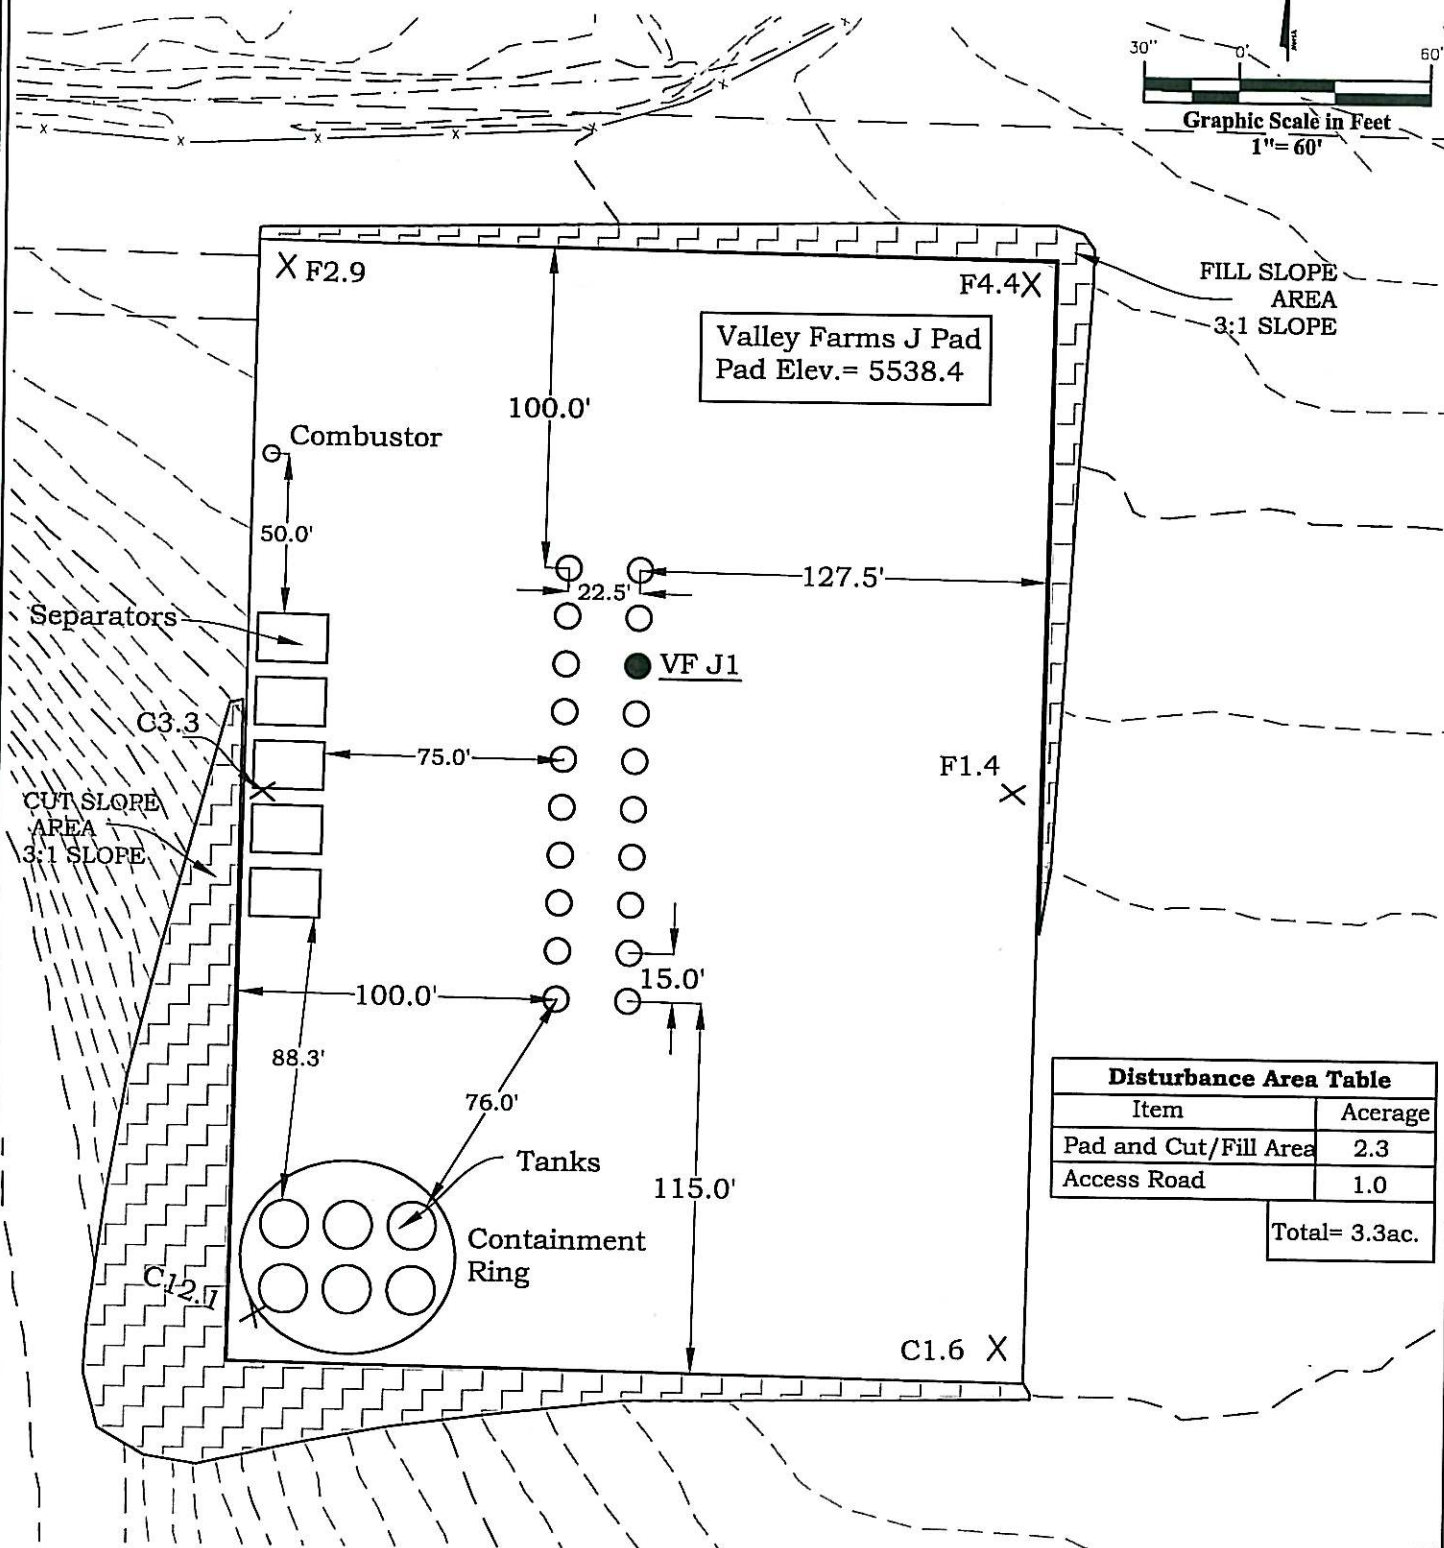 North
30" 0' 60'
Graphic Scale in Feet
1"= 60'
F2.9
F4.4
FILL SLOPE
AREA
3:1 SLOPE
Valley Farms J Pad
Pad Elev.= 5538.4
100.0'
Combustor
50.0'
127.5'
22.5'
Separators
VF J1
C3.3
75.0'
F1.4
CUT SLOPE
AREA
3:1 SLOPE
15.0'
100.0'
88.3'
76.0'
Disturbance Area Table
Item Acerage
Pad and Cut/Fill Area 2.3
Access Road 1.0
Total= 3.3ac.
Tanks
115.0'
Containment
Ring
C12.1
C1.6